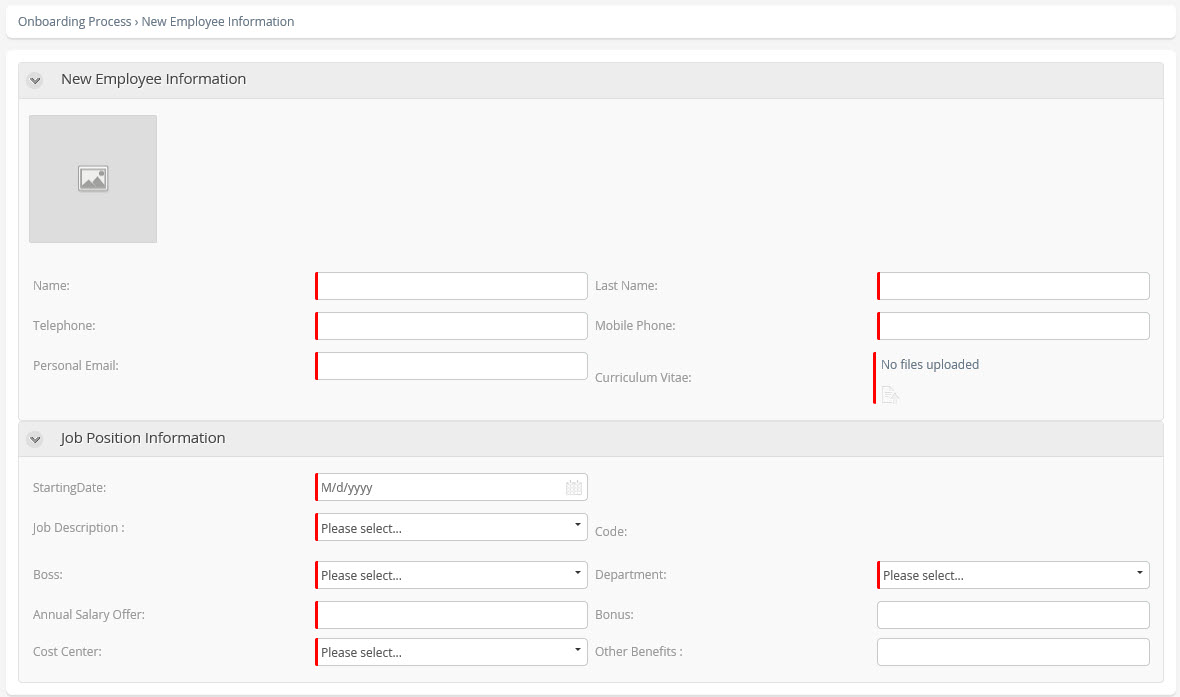 Onboarding Process › New Employee Information
New Employee Information
Name:
Last Name:
Telephone:
Mobile Phone:
Personal Email:
Curriculum Vitae:
No files uploaded
Job Position Information
StartingDate:
M/d/yyyy
Job Description :
Please select...
Code:
Boss:
Please select...
Department:
Please select...
Annual Salary Offer:
Bonus:
Cost Center:
Please select...
Other Benefits :